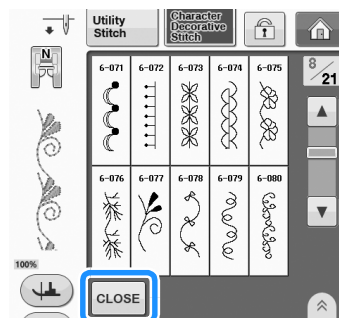 Utility
Stitch
Character
Decorative
Stitch
N
6-071 6-072 6-073 6-074 6-075
8/21
6-076 6-077 6-078 6-079 6-080
100%
CLOSE